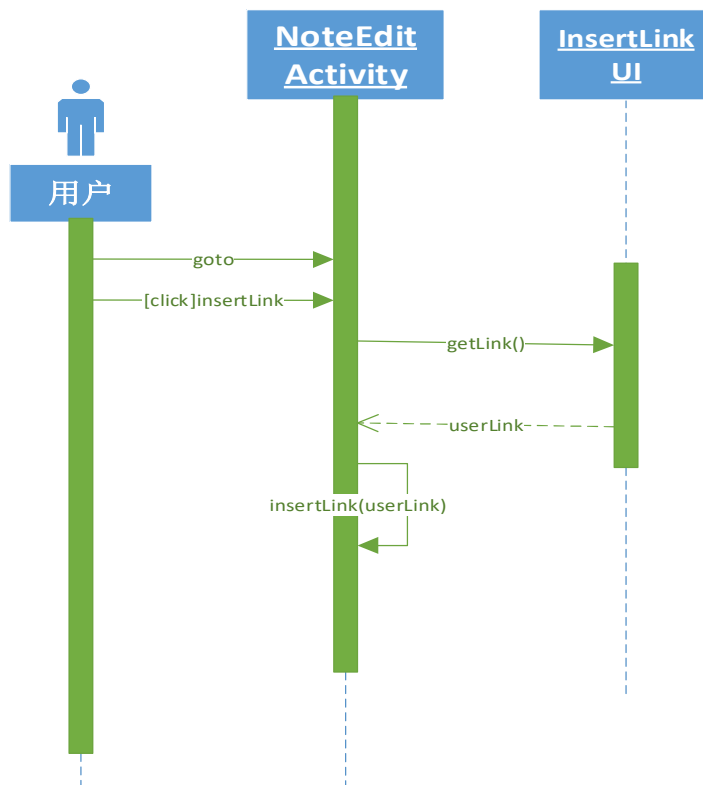 NoteEdit
Activity
InsertLink
UI
用户
goto
[click]insertLink
getLink()
userLink
insertLink(userLink)